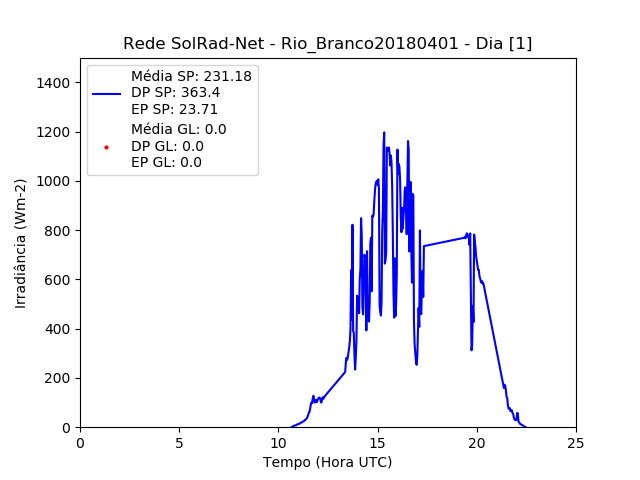 Rede SolRad-Net - Rio_Branco20180401 - Dia [1]
Média SP: 231.18
DP SP: 363.4
EP SP: 23.71
Média GL: 0.0
DP GL: 0.0
EP GL: 0.0
Irradiância (Wm-2)
1400
1200
1000
800
600
400
200
0
0 5 10 15 20 25
Tempo (Hora UTC)